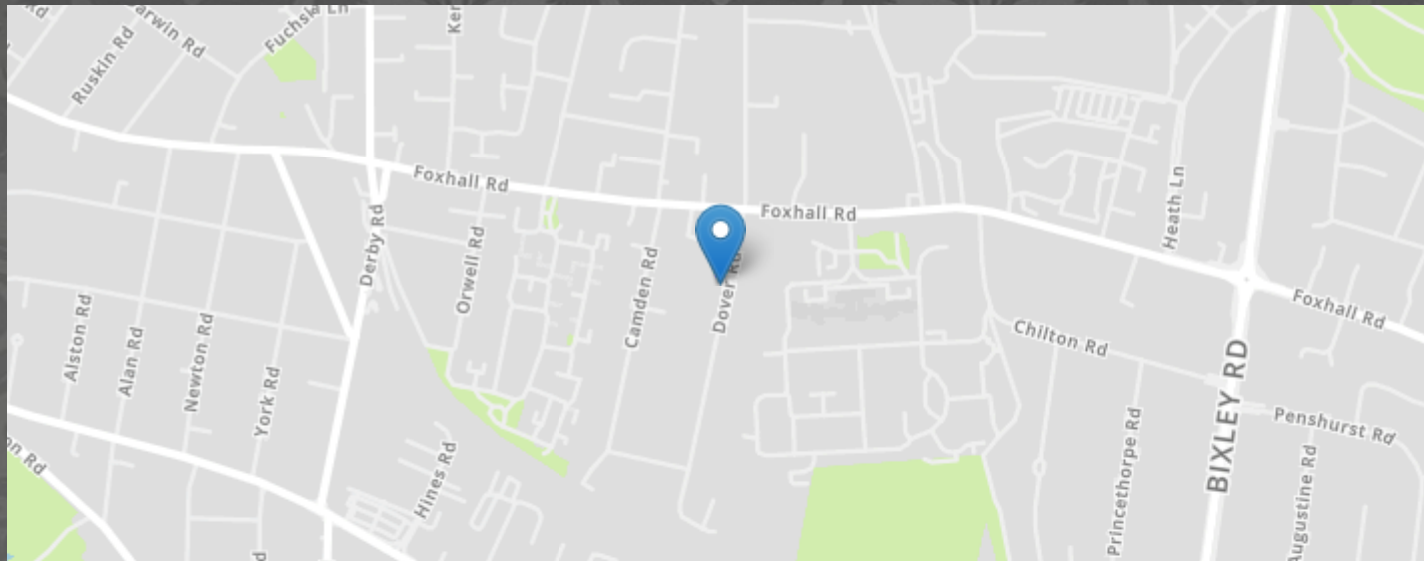 Fuchsia Ln
Ruskin Rd
Foxhall Rd
Foxhall Rd
Heath Ln
Derby Rd
Orwell Rd
Camden Rd
Dover Rd
Foxhall Rd
Chilton Rd
Alston Rd
Alan Rd
Newton Rd
York Rd
BIXLEY RD
Penshurst Rd
Hines Rd
Princethorpe Rd
Augustine Rd